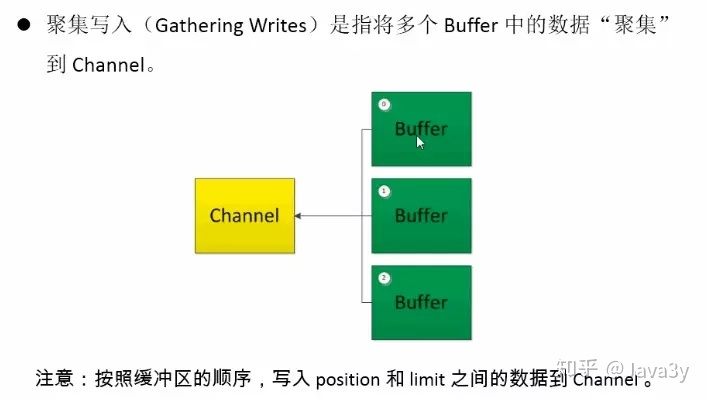 ● 聚集写入（Gathering Writes）是指将多个 Buffer 中的数据“聚集”
到 Channel。
0
Buffer
Channel
1
Buffer
2
Buffer
注意：按照缓冲区的顺序，写入 position 和 limit 之间的数据到 Channel 。
知乎 @Java3y